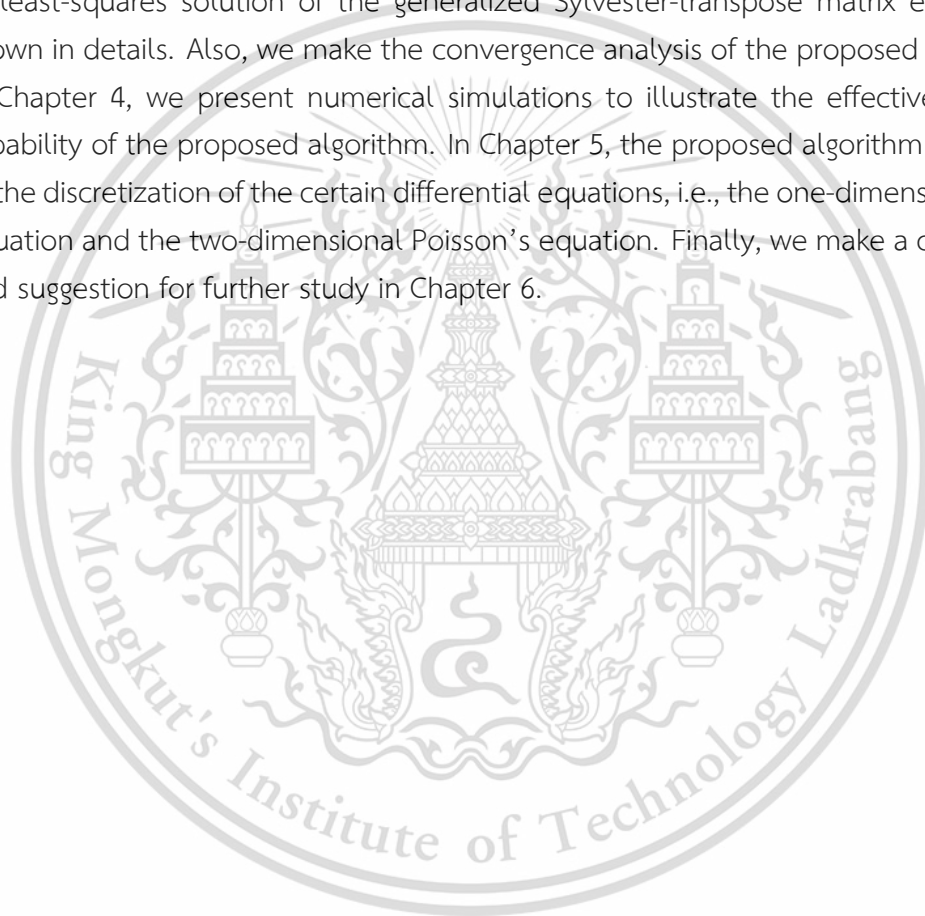 least-squares solution of the generalized Sylvester-transpose matrix e
own in details. Also, we make the convergence analysis of the proposed
Chapter 4, we present numerical simulations to illustrate the effective
pability of the proposed algorithm. In Chapter 5, the proposed algorithm
the discretization of the certain differential equations, i.e., the one-dimens
uation and the two-dimensional Poisson's equation. Finally, we make a c
d suggestion for further study in Chapter 6.
King Mongkut's Institute of Technology Ladkrabang